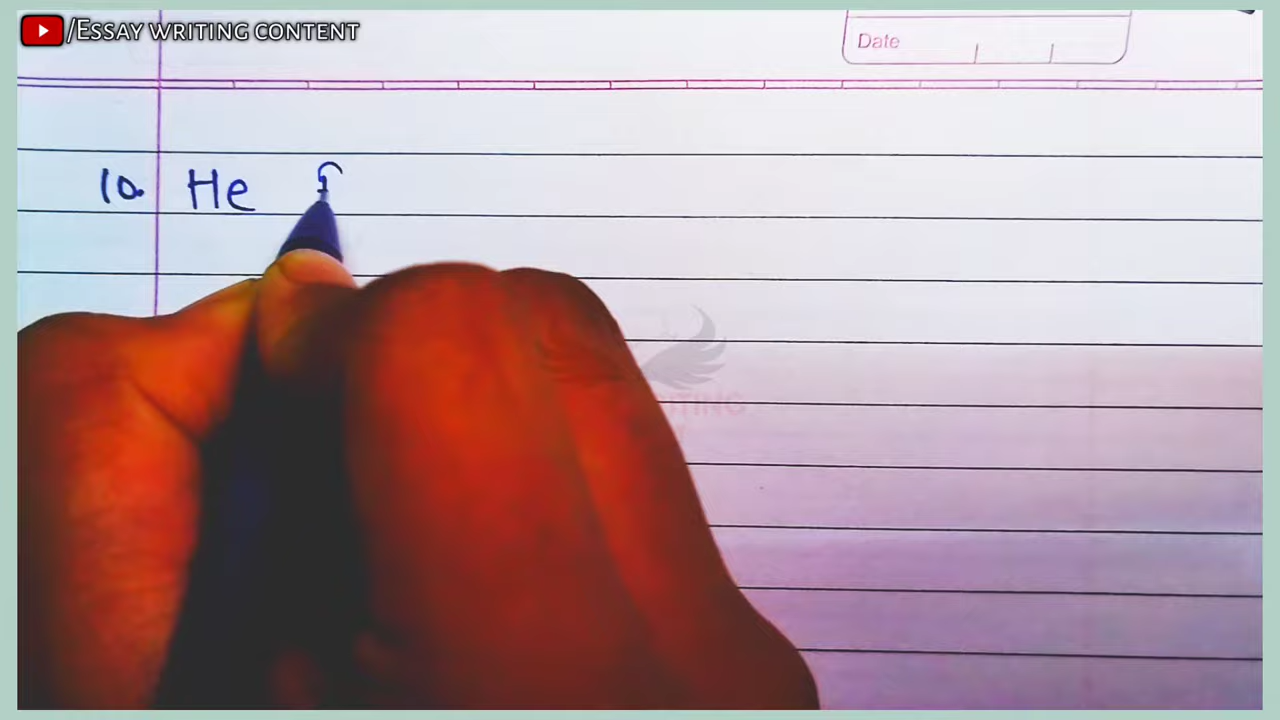 /ESSAY WRITING CONTENT
Date
10. He